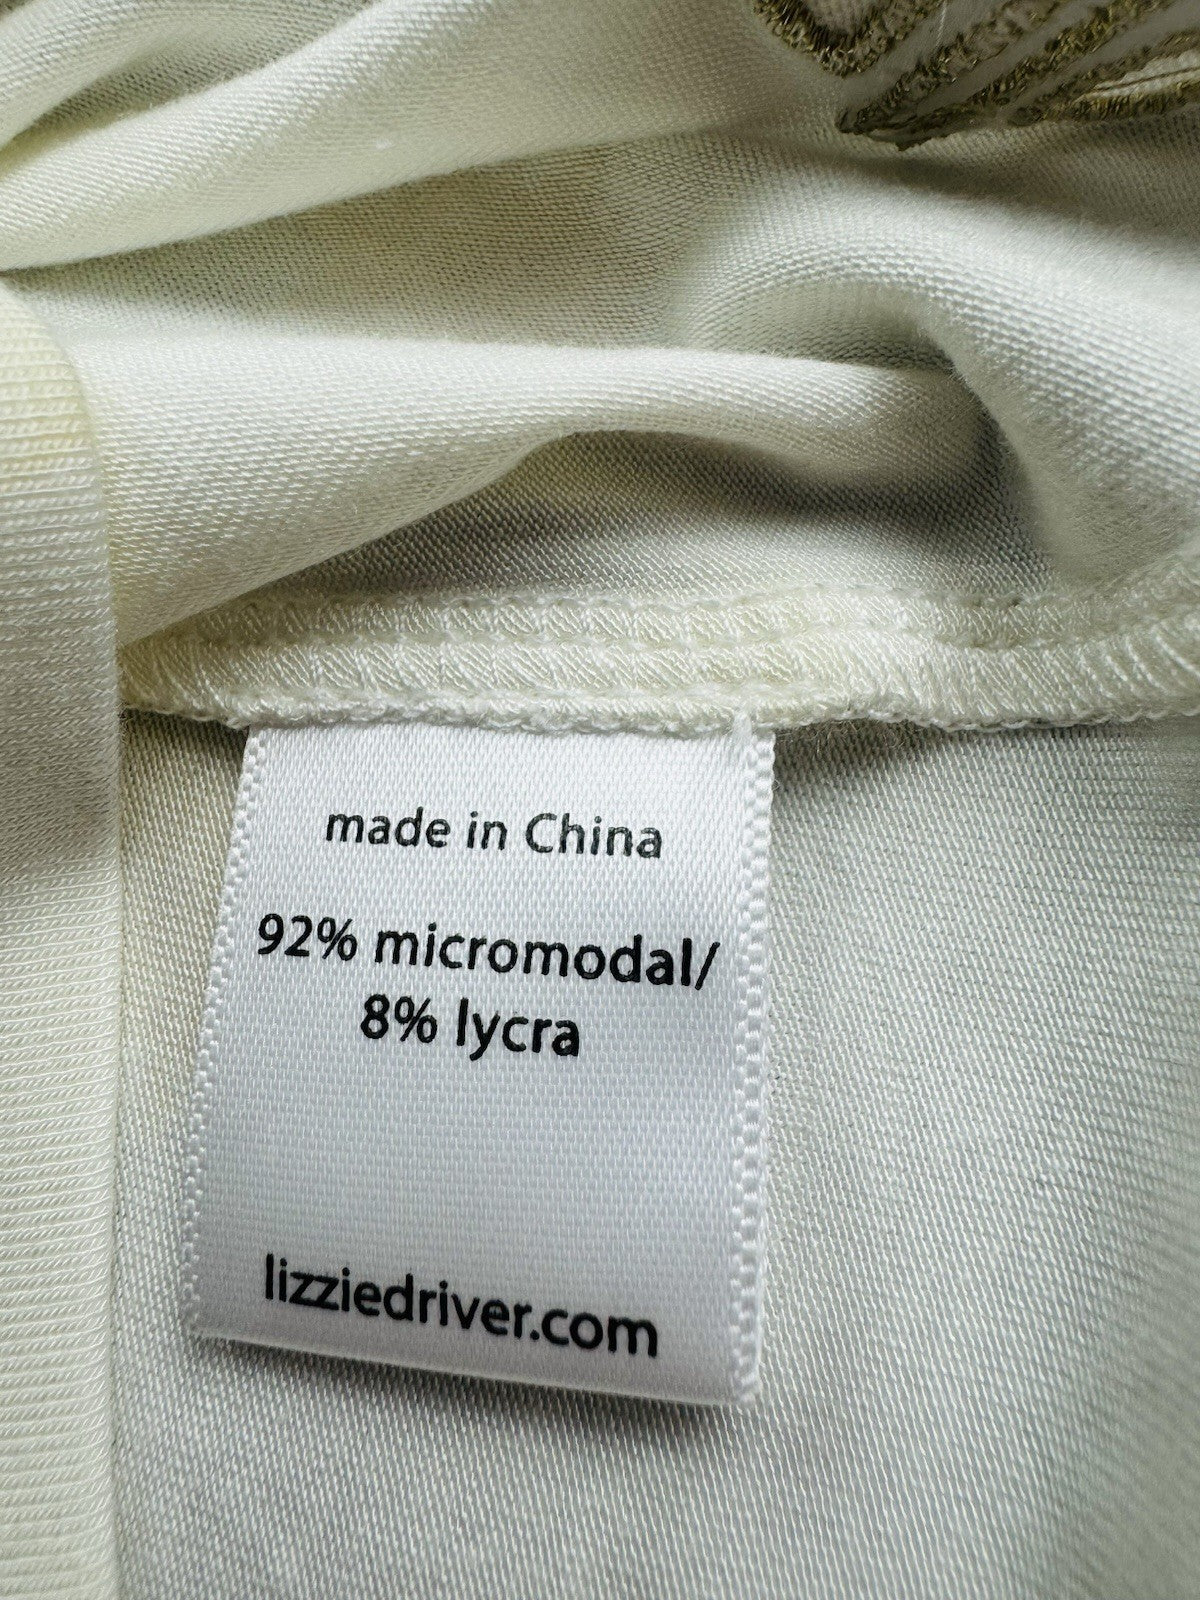 made in China
92% micromodal/
8% lycra
lizziedriver.com